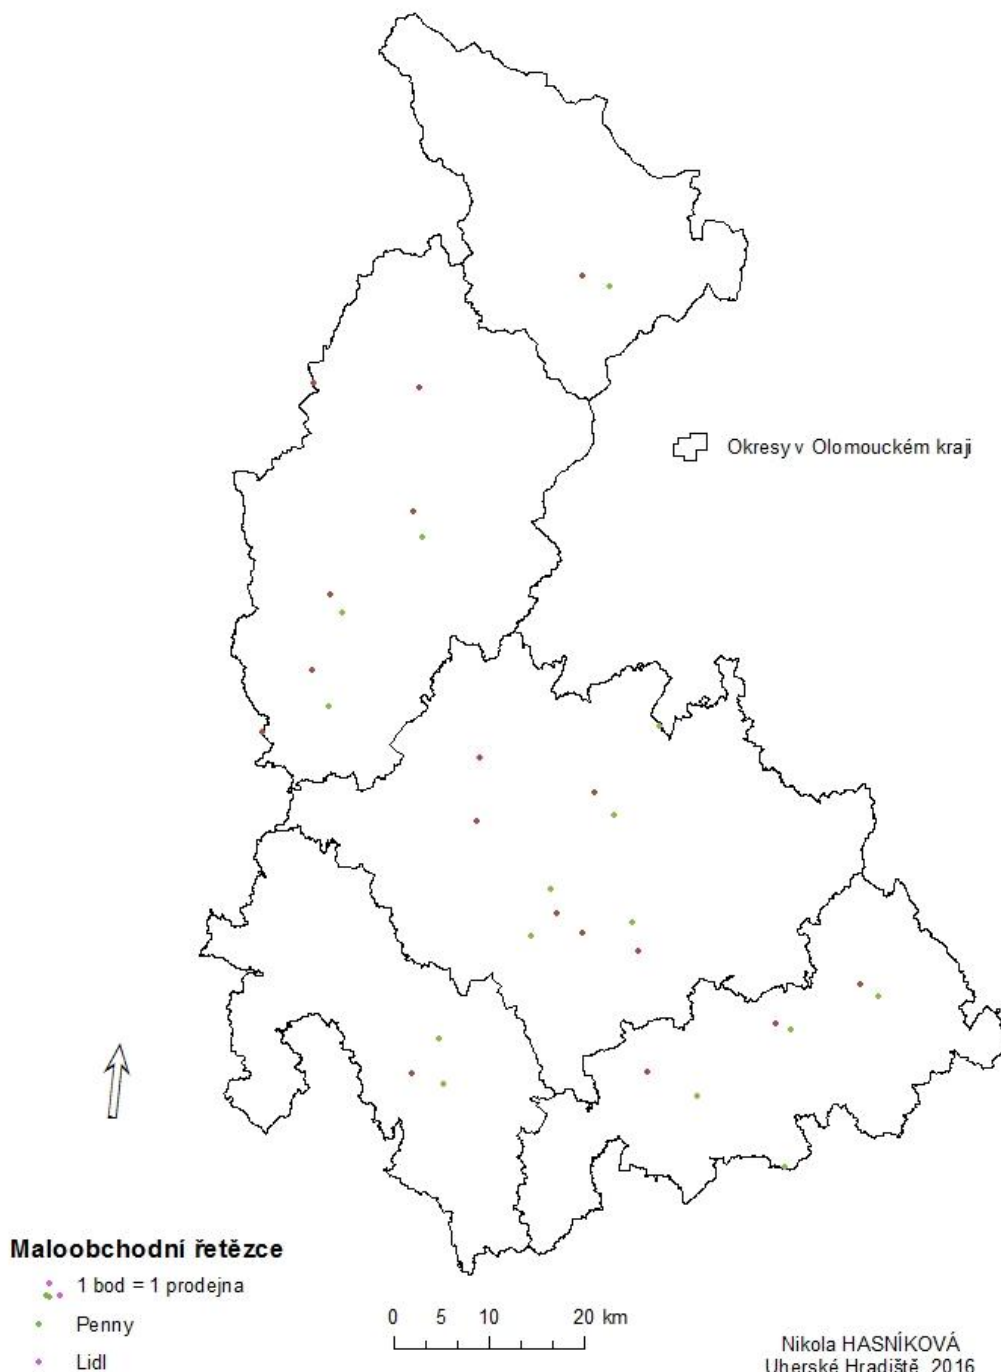 Okresy v Olomouckém kraji
Maloobchodní řetězce
1 bod = 1 prodejna
Penny
Lidl
0 5 10 20 km
Nikola HASNÍKOVÁ
Uherské Hradiště, 2016